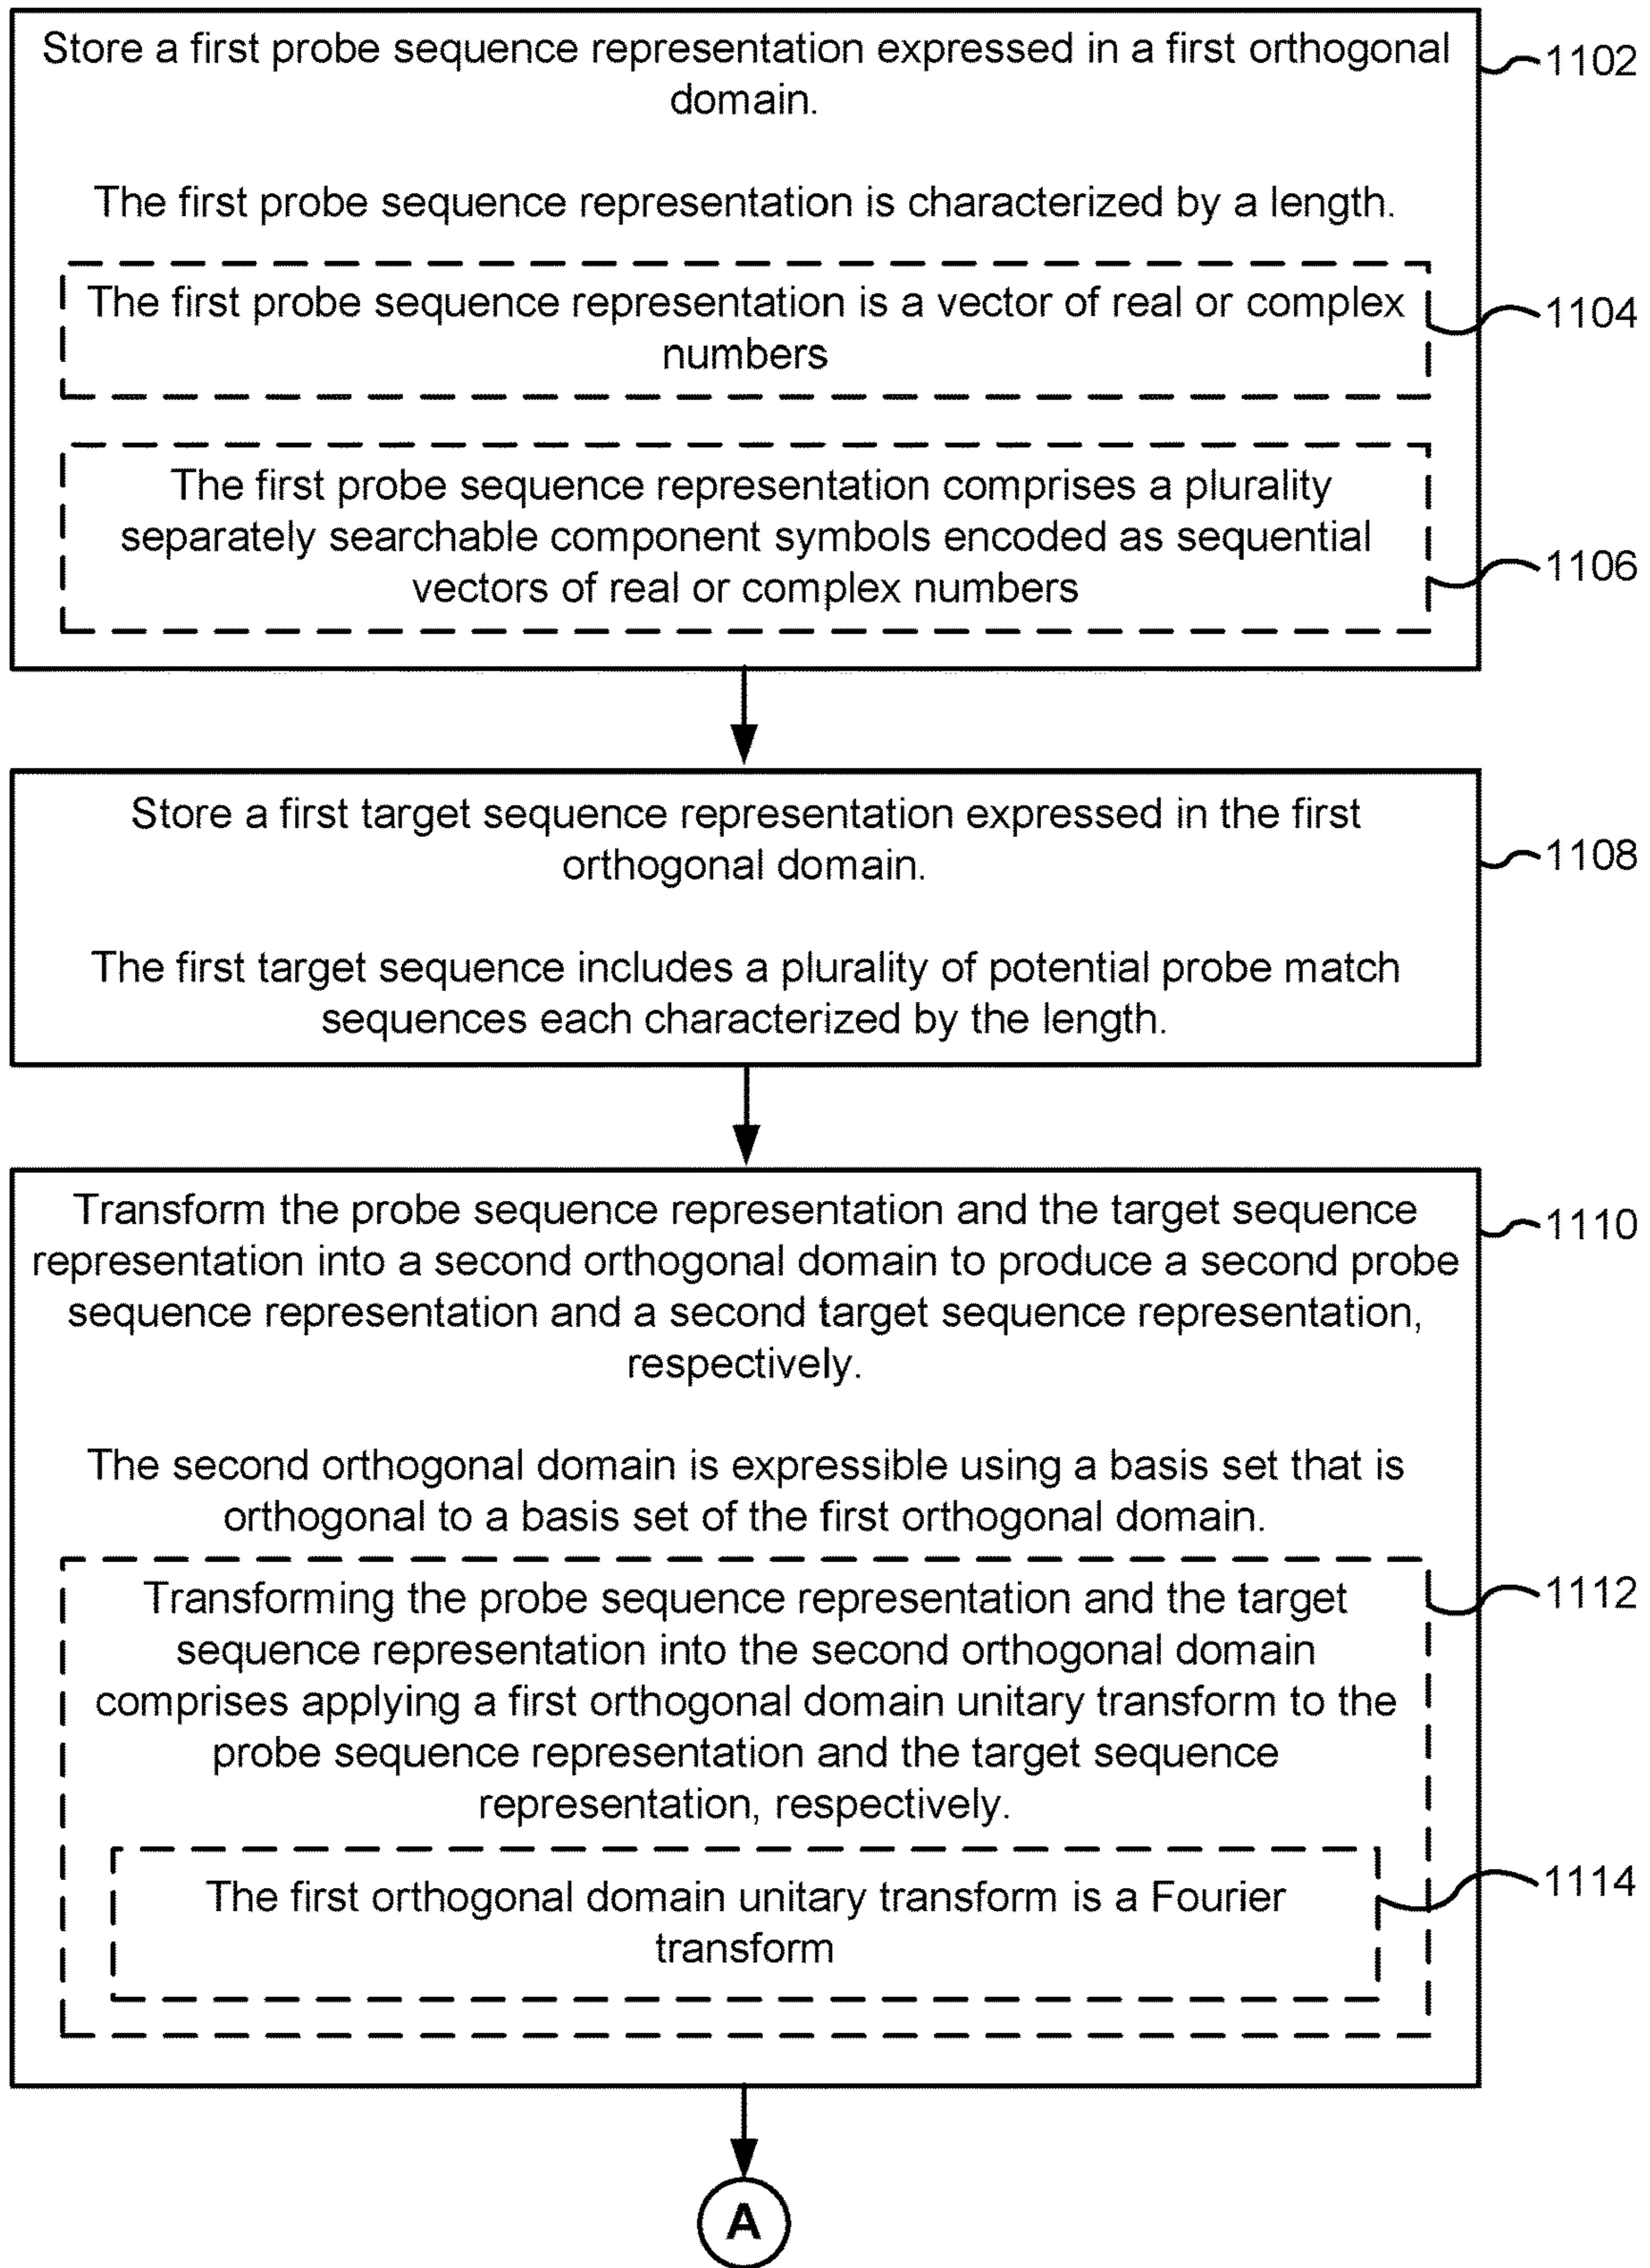 Store a first probe sequence representation expressed in a first orthogonal
domain.
1102
The first probe sequence representation is characterized by a length.
The first probe sequence representation is a vector of real or complex
numbers
1104
The first probe sequence representation comprises a plurality
separately searchable component symbols encoded as sequential
vectors of real or complex numbers
1106
Store a first target sequence representation expressed in the first
orthogonal domain.
1108
The first target sequence includes a plurality of potential probe match
sequences each characterized by the length.
Transform the probe sequence representation and the target sequence
representation into a second orthogonal domain to produce a second probe
sequence representation and a second target sequence representation,
respectively.
1110
The second orthogonal domain is expressible using a basis set that is
orthogonal to a basis set of the first orthogonal domain.
Transforming the probe sequence representation and the target
sequence representation into the second orthogonal domain
comprises applying a first orthogonal domain unitary transform to the
probe sequence representation and the target sequence
representation, respectively.
1112
The first orthogonal domain unitary transform is a Fourier
transform
1114
A